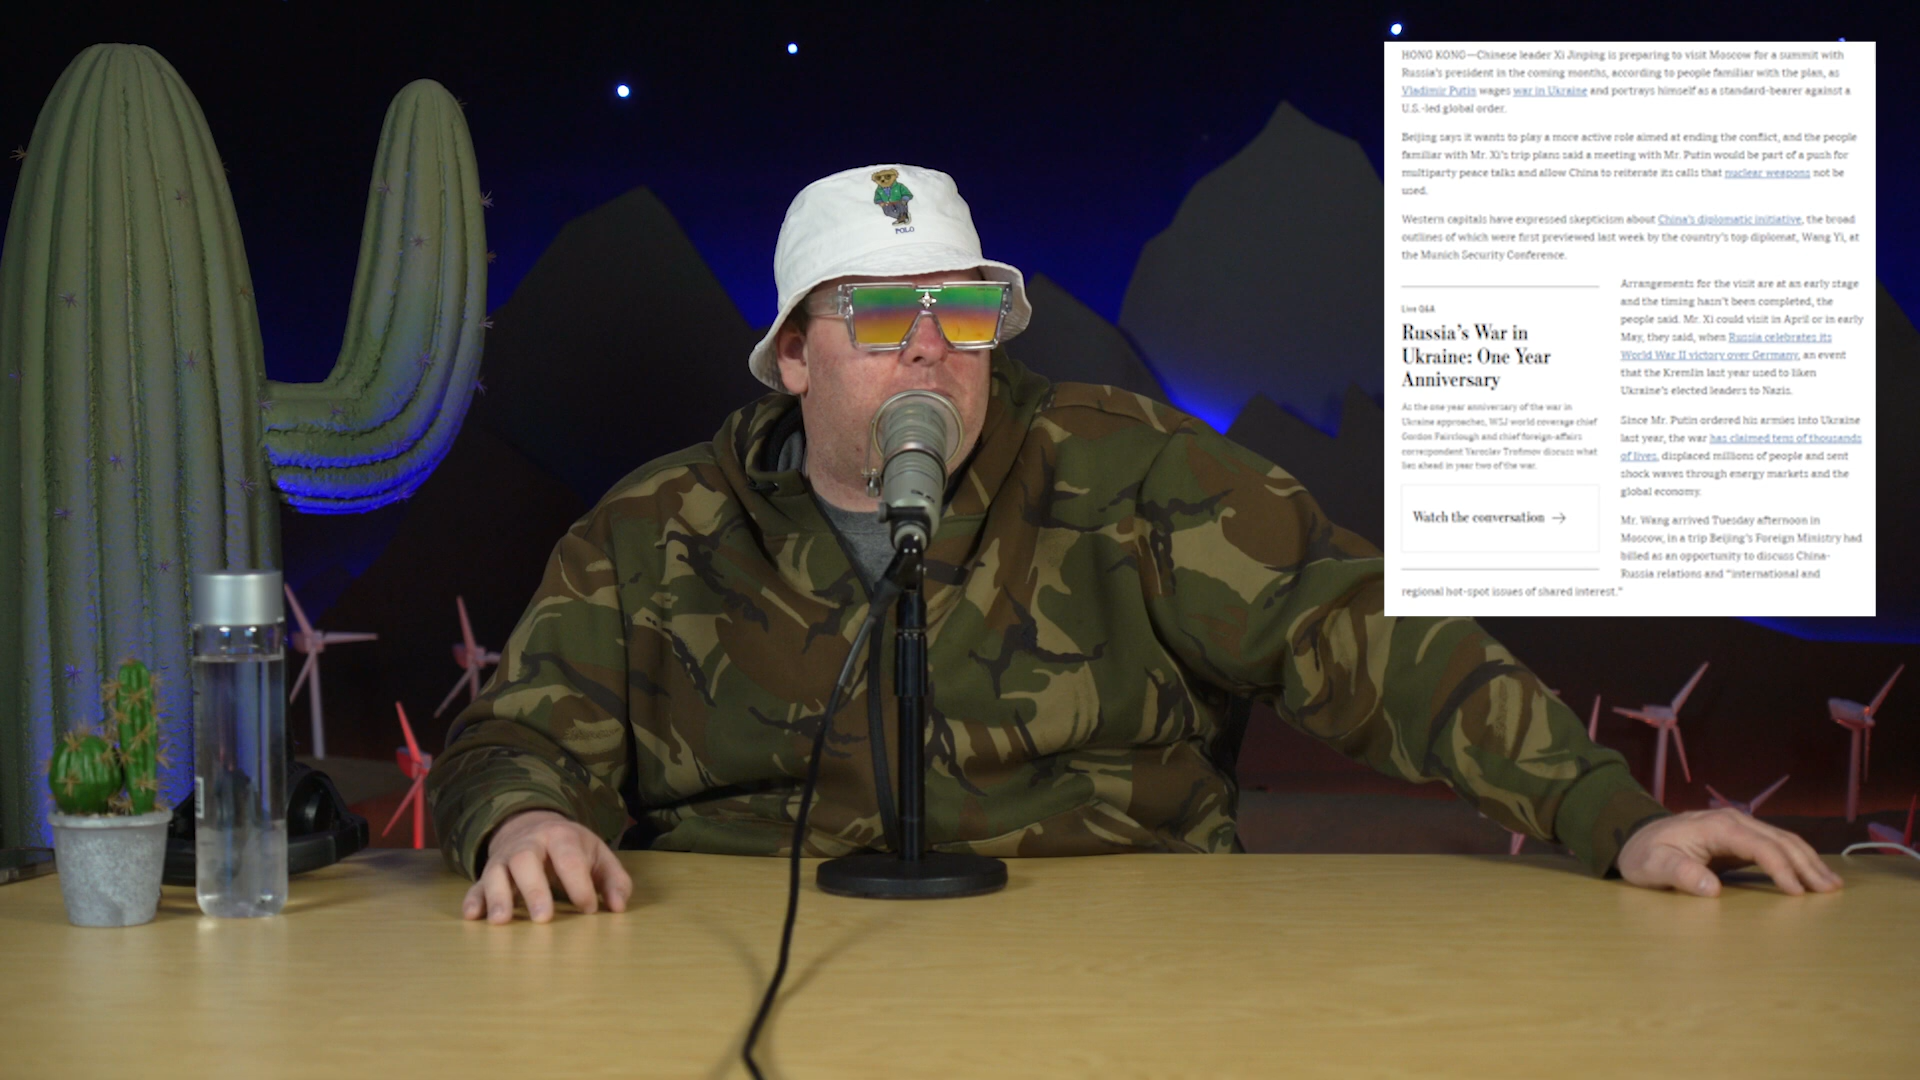 POLO
HONG KONG—Chinese leader Xi Jinping is preparing to visit Moscow for a summit with
Russia's president in the coming months, according to people familiar with the plan, as
Vladimir Putin wages war in Ukraine and portrays himself as a standard-bearer against a
U.S.-led global order.
Beijing says it wants to play a more active role aimed at ending the conflict, and the people
familiar with Mr. Xi's trip plans said a meeting with Mr. Putin would be part of a push for
multiparty peace talks and allow China to reiterate its calls that nuclear weapons not be
used.
Western capitals have expressed skepticism about China's diplomatic initiative, the broad
outlines of which were first previewed last week by the country's top diplomat, Wang Yi, at
the Munich Security Conference.
Live Q&A
Russia's War in
Ukraine: One Year
Anniversary
As the one year anniversary of the war in
Ukraine approaches, WSJ world coverage chief
Gordon Fairclough and chief foreign-affairs
correspondent Yaroslav Trofimov discuss what
lies ahead in year two of the war.
Watch the conversation →
Arrangements for the visit are at an early stage
and the timing hasn't been completed, the
people said. Mr. Xi could visit in April or in early
May, they said, when Russia celebrates its
World War II victory over Germany, an event
that the Kremlin last year used to liken
Ukraine's elected leaders to Nazis.
Since Mr. Putin ordered his armies into Ukraine
last year, the war has claimed tens of thousands
of lives, displaced millions of people and sent
shock waves through energy markets and the
global economy.
Mr. Wang arrived Tuesday afternoon in
Moscow, in a trip Beijing's Foreign Ministry had
billed as an opportunity to discuss China-
Russia relations and "international and
regional hot-spot issues of shared interest."